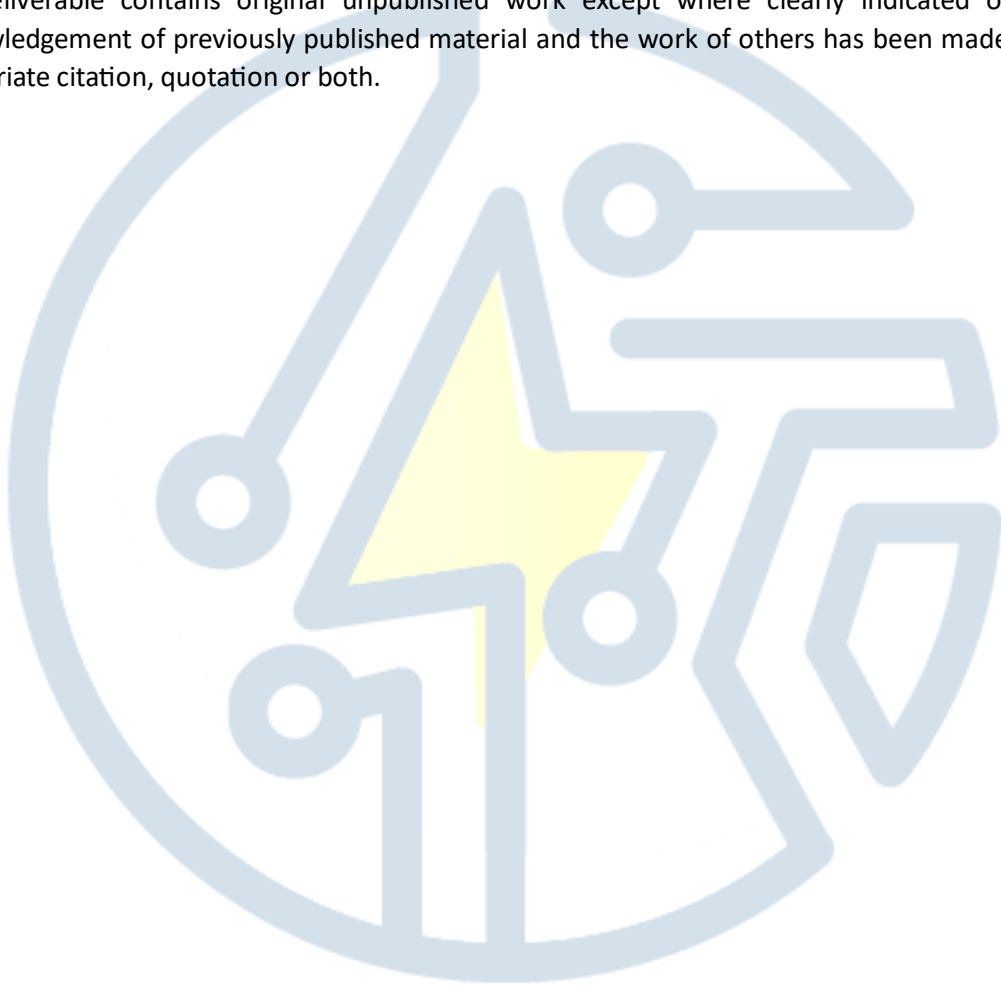 eliverable contains original unpublished work except where clearly indicated o
wledgement of previously published material and the work of others has been made
riate citation, quotation or both.